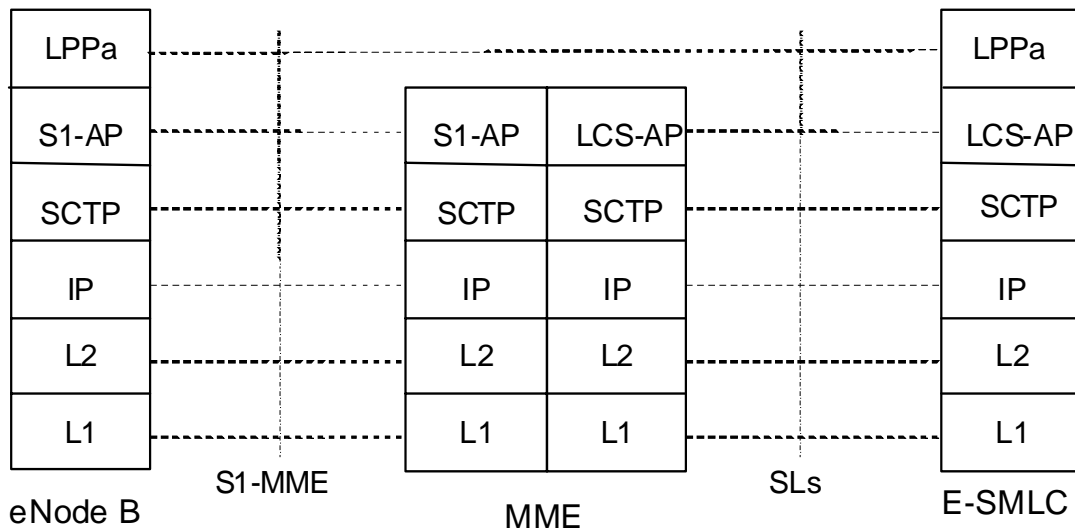 LPPa LPPa
S1-AP S1-AP LCS-AP LCS-AP
SCTP SCTP SCTP SCTP
IP IP IP IP
L2 L2 L2 L2
L1 L1 L1 L1
S1-MME SLs
eNode B MME E-SMLC